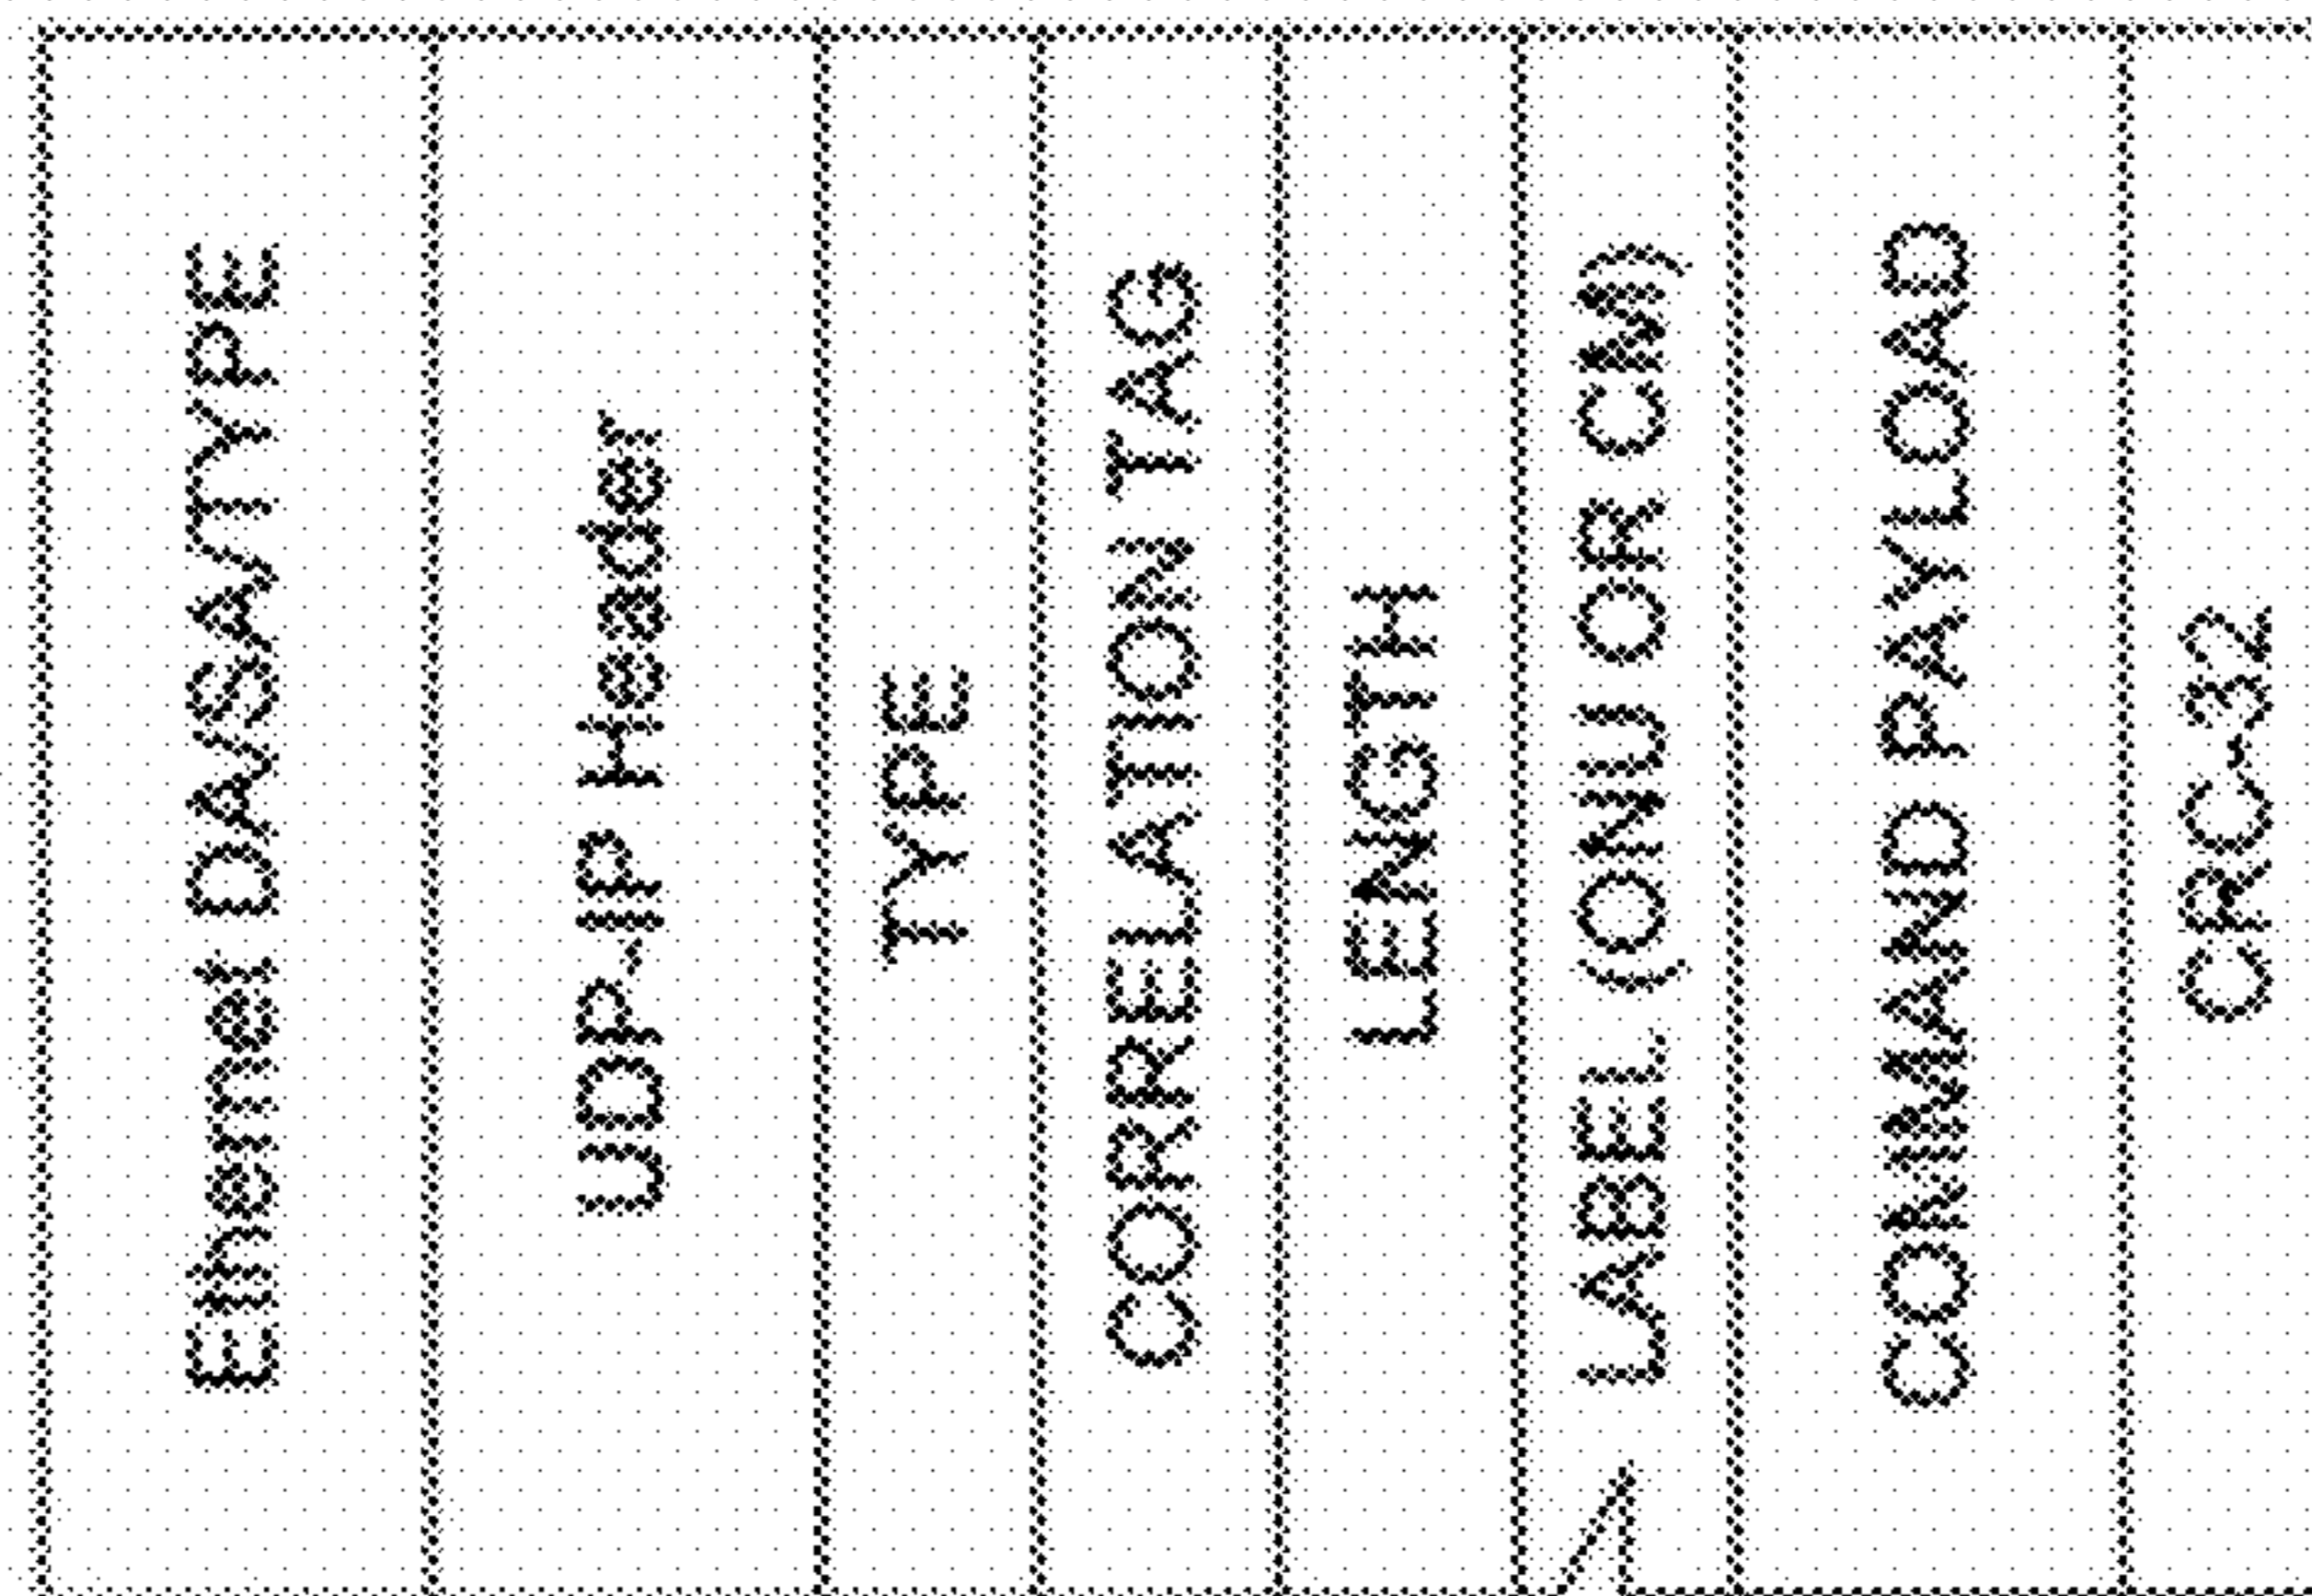 Ethernet DA/SA/TYPE
UDP-IP Header
TYPE
CORRELATION TAG
LENGTH
LABEL (ONU OR CM)
COMMAND PAYLOAD
CRC-32